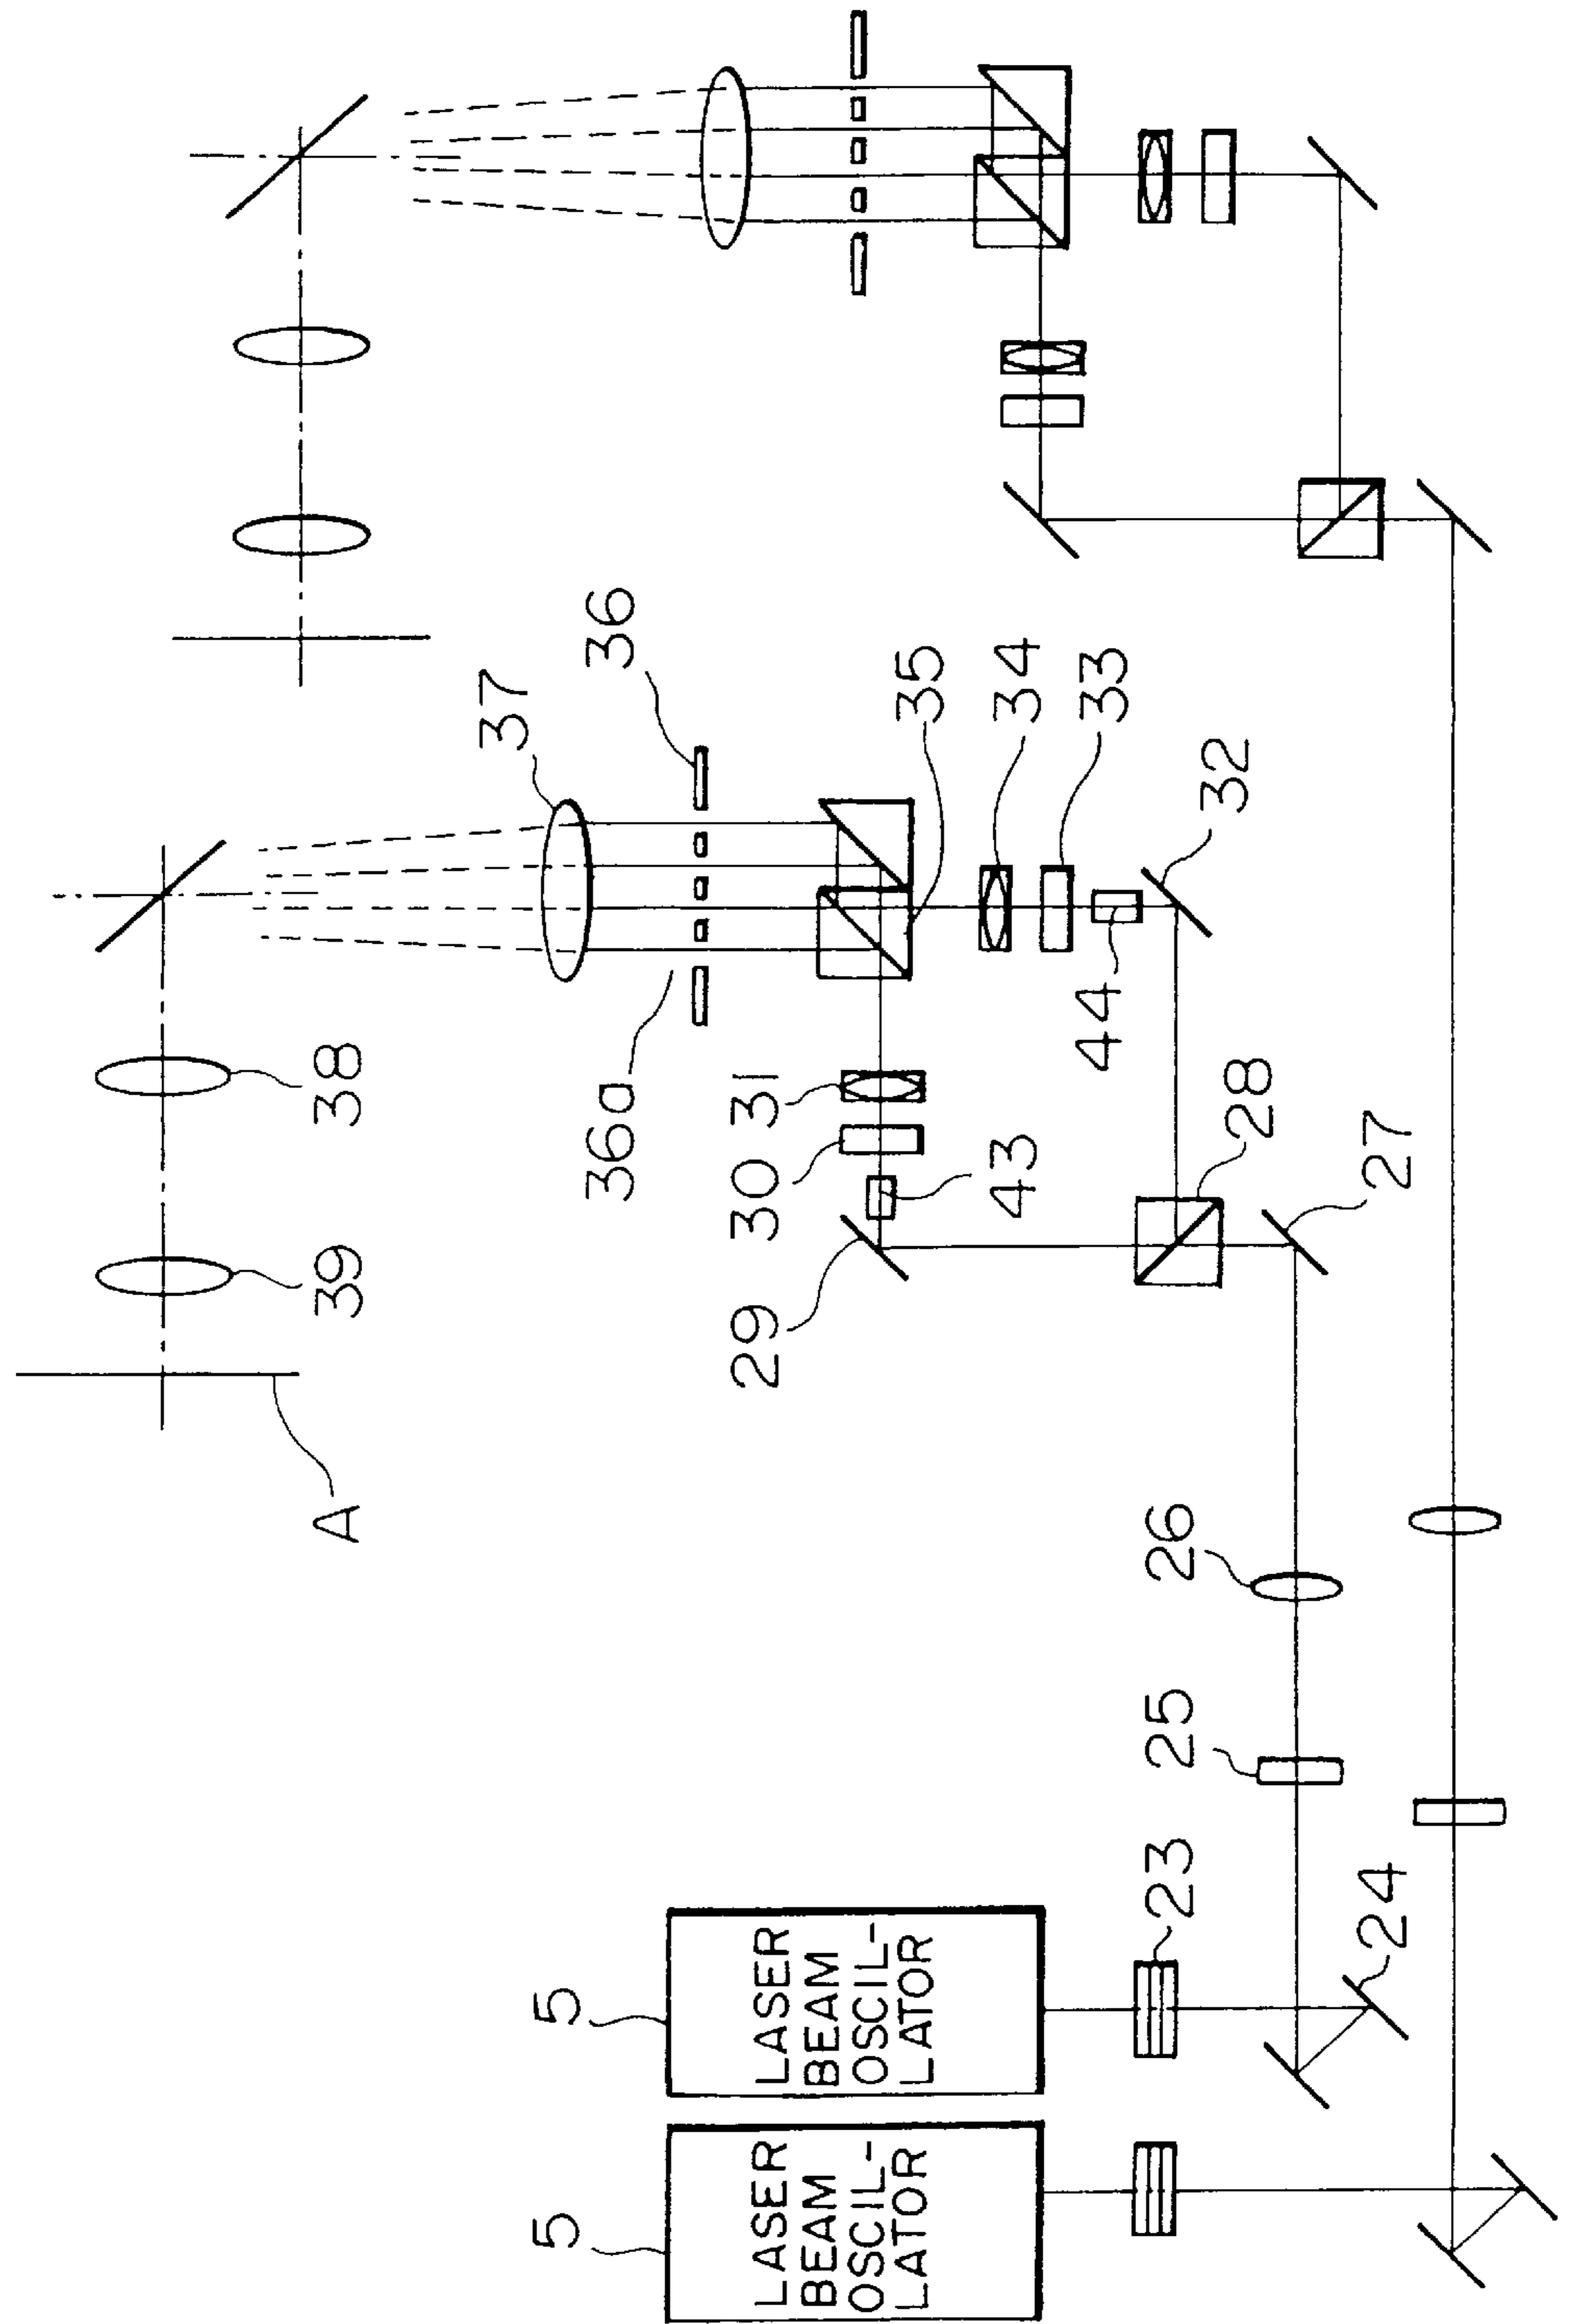 A
39
38
37
5
5
36a
36
LASER
BEAM
OSCIL-
LATOR
LASER
BEAM
OSCIL-
LATOR
29
30
31
35
43
34
44
33
23
25
26
32
28
24
27